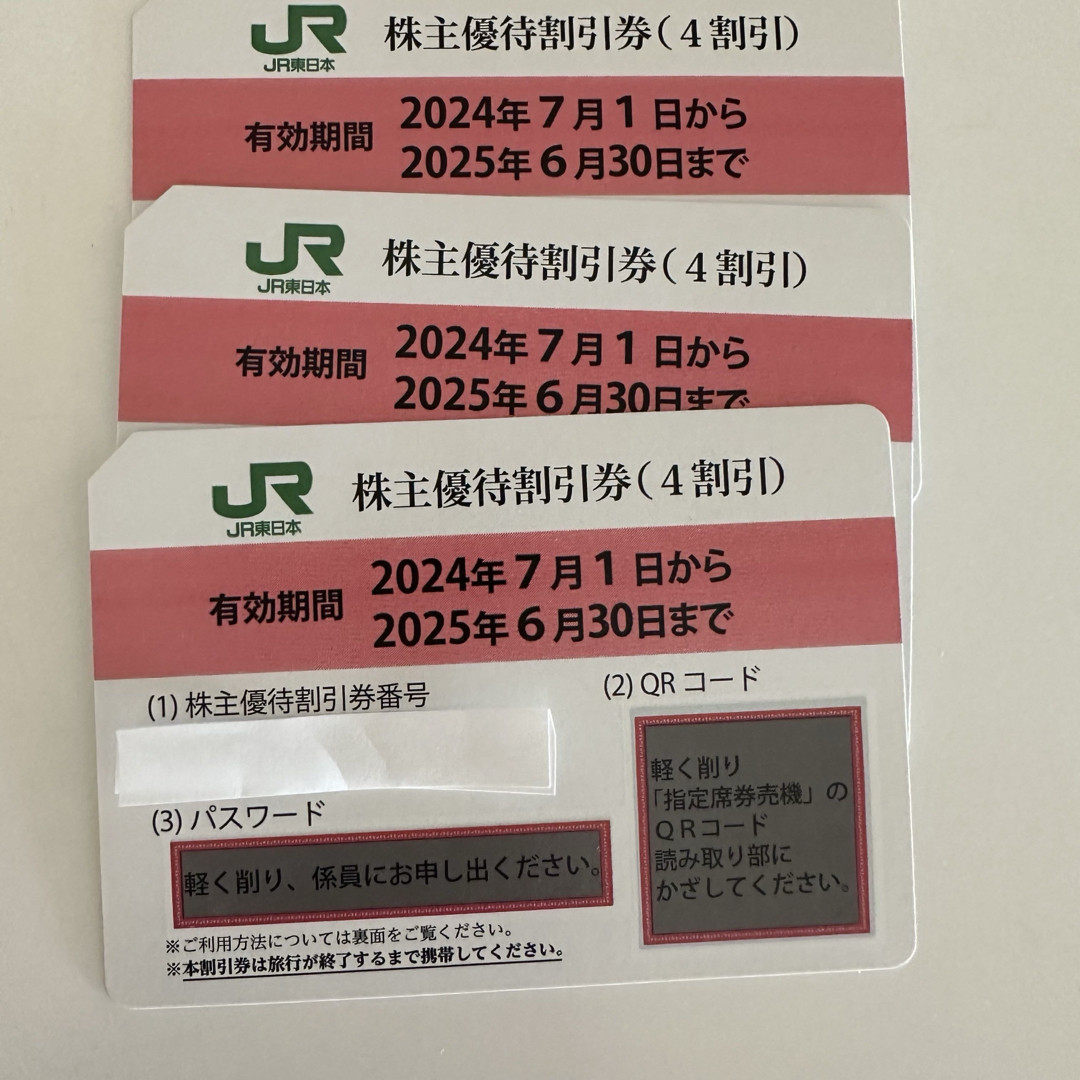 JR
JR東日本
株主優待割引券(4割引)
有効期間
2024年7月1日から
2025年6月30日まで
JR
JR東日本
株主優待割引券(4割引)
有効期間
2024年7月1日から
2025年6月30日まで
JR
JR東日本
株主優待割引券(4割引)
有効期間
2024年7月1日から
2025年6月30日まで
(1) 株主優待割引券番号
(2) QRコード
軽く削り
「指定席券売機」の
QRコード
読み取り部に
かざしてください。
(3) パスワード
軽く削り、係員にお申し出ください。
※ご利用方法については裏面をご覧ください。
※本割引券は旅行が終了するまで携帯してください。